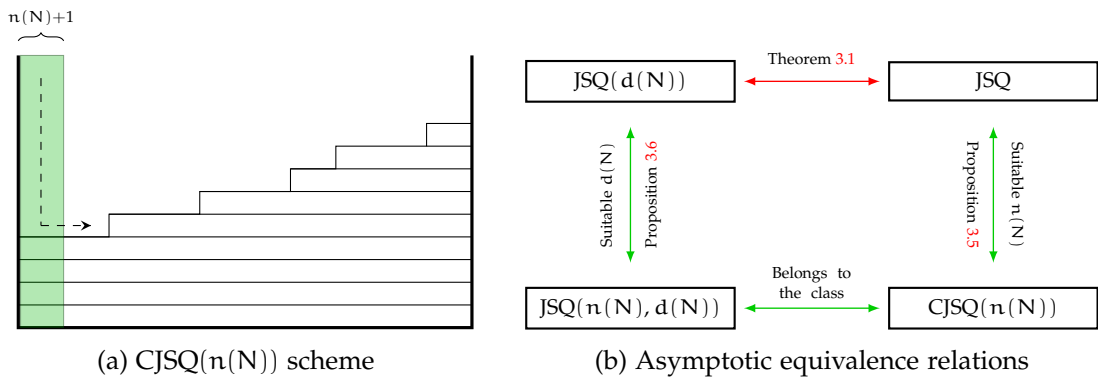 n(N)+1
(a) CJSQ(n(N)) scheme
Theorem 3.1
JSQ(d(N))
JSQ
Suitable d(N)
Proposition 3.6
Proposition 3.5
Suitable n(N)
Belongs to
the class
JSQ(n(N), d(N))
CJSQ(n(N))
(b) Asymptotic equivalence relations